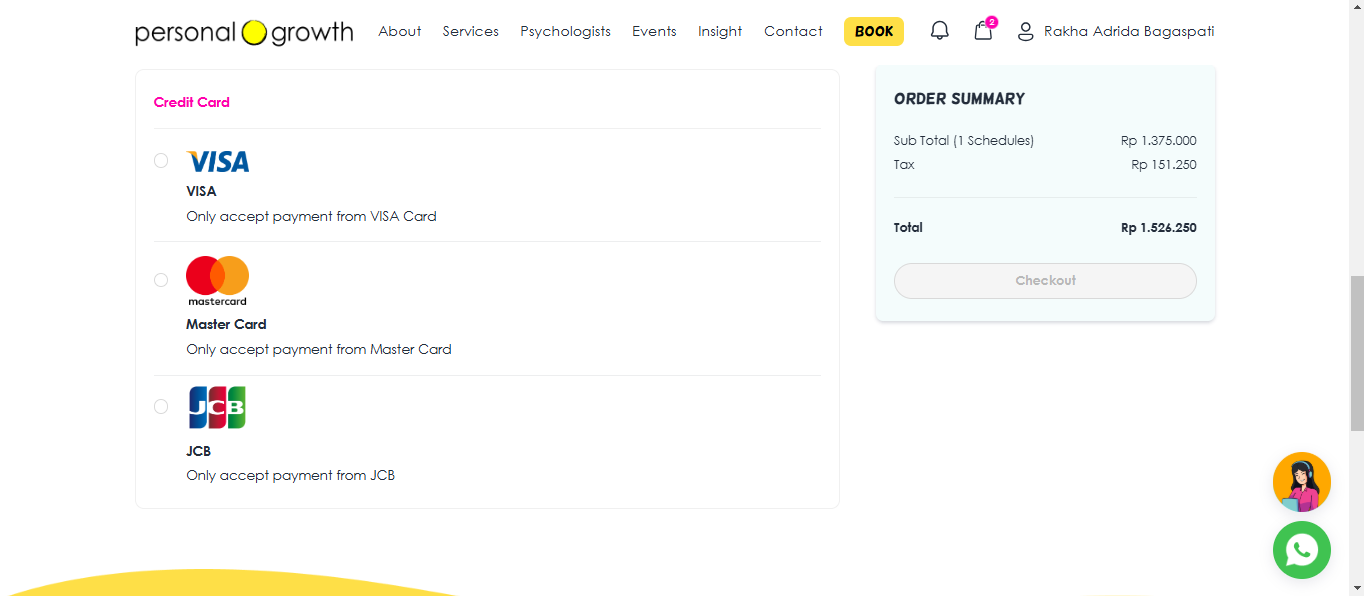 personal growth
About Services Psychologists Events Insight Contact BOOK 2 Rakha Adrida Bagaspati
Credit Card
VISA
VISA
Only accept payment from VISA Card
mastercard
Master Card
Only accept payment from Master Card
JCB
JCB
Only accept payment from JCB
ORDER SUMMARY
Sub Total (1 Schedules) Rp 1.375.000
Tax Rp 151.250
Total Rp 1.526.250
Checkout